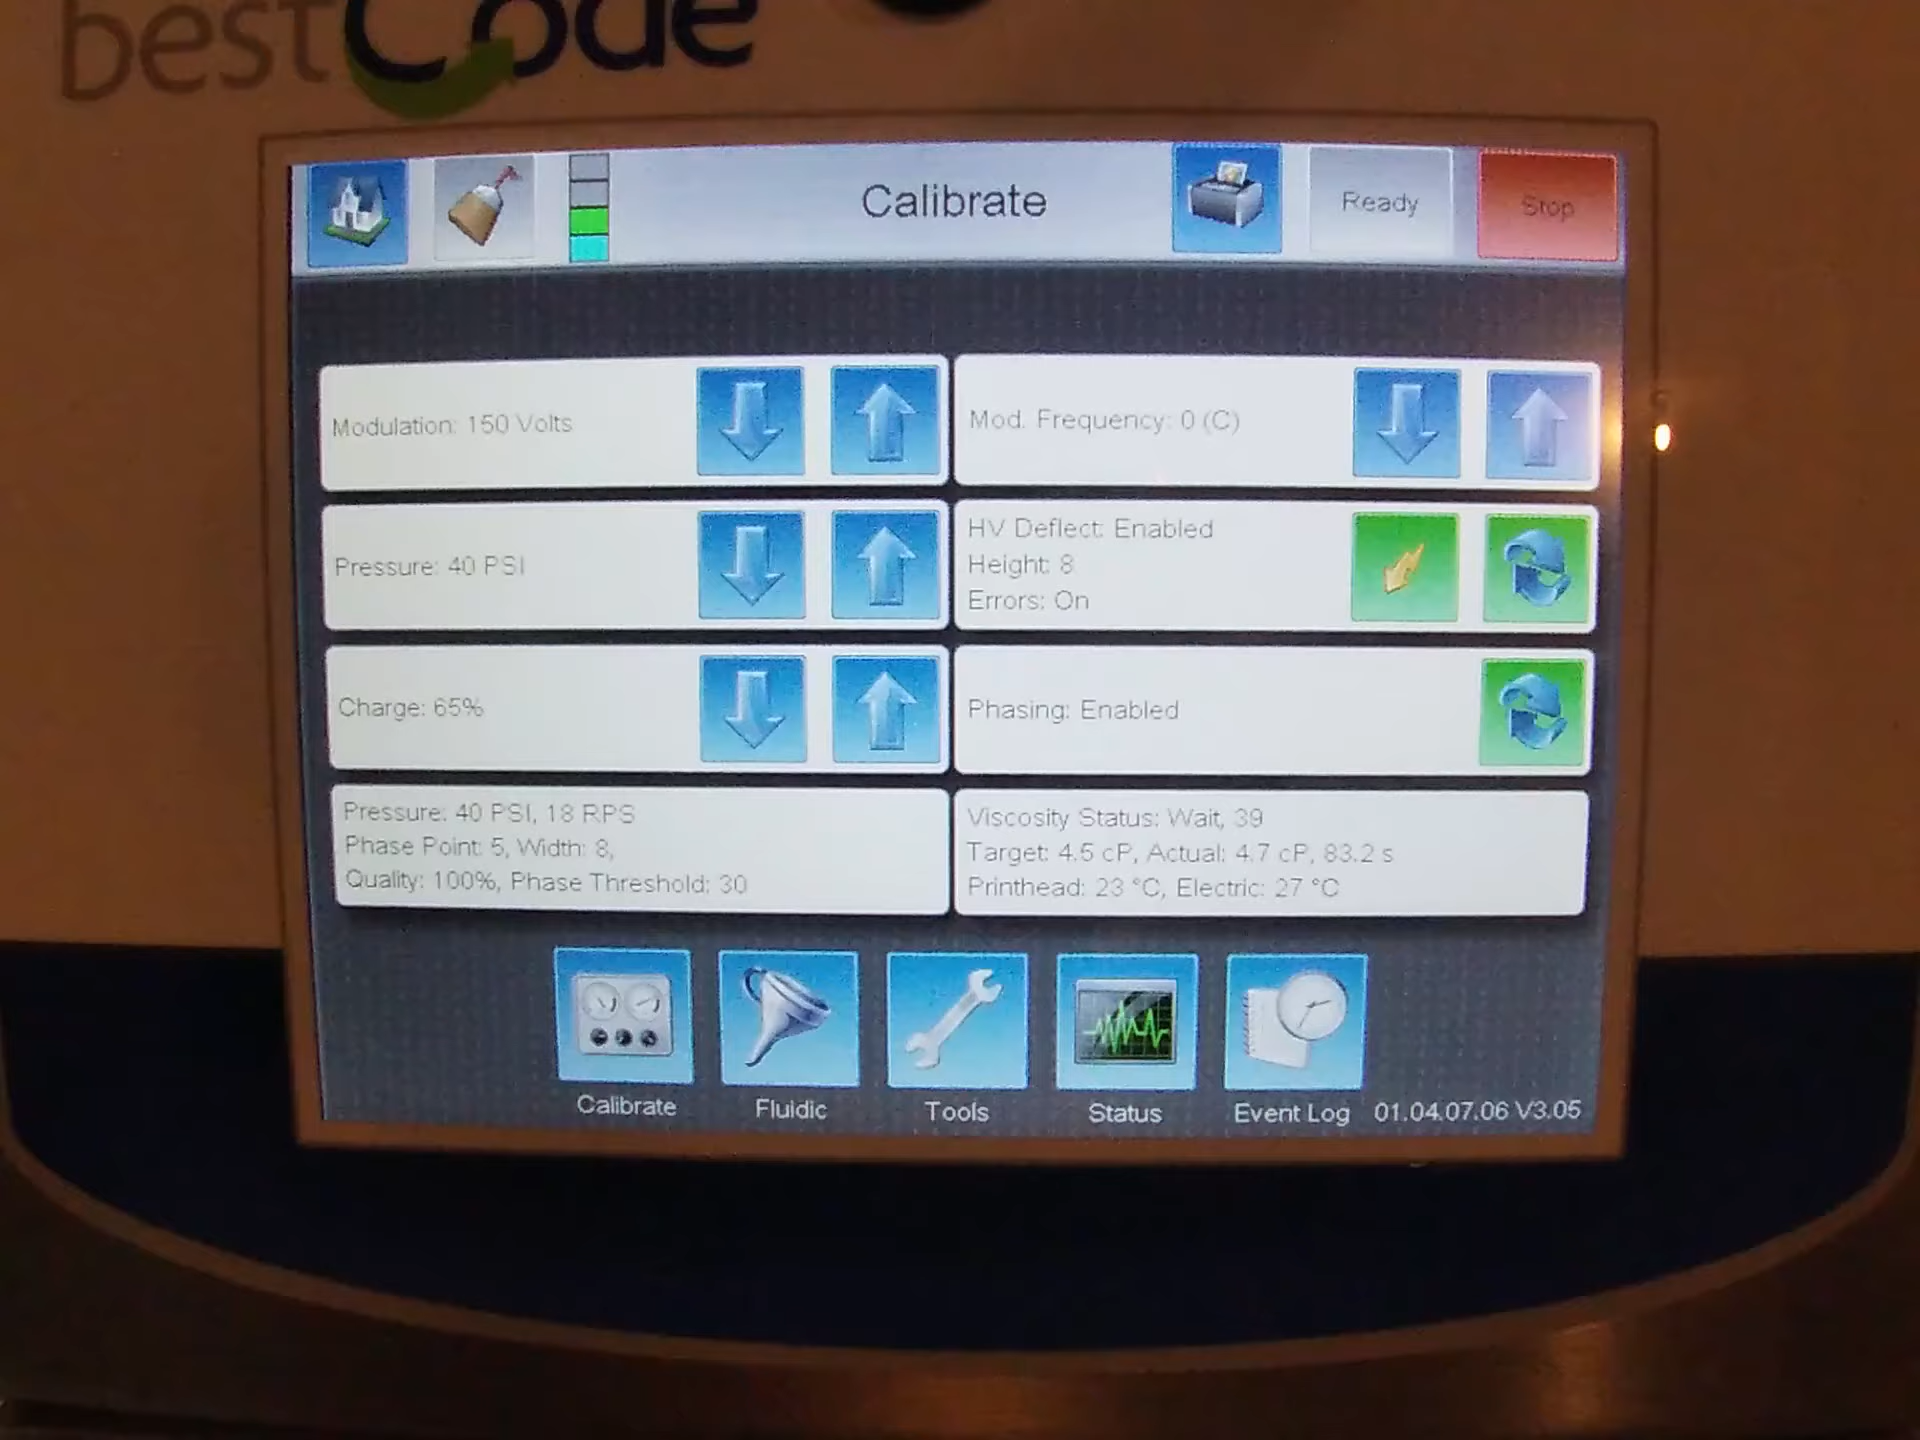 bestCode
Calibrate
Ready
Stop
Modulation: 150 Volts
Mod. Frequency: 0 (C)
Pressure: 40 PSI
HV Deflect: Enabled
Height: 8
Errors: On
Charge: 65%
Phasing: Enabled
Pressure: 40 PSI, 18 RPS
Phase Point: 5, Width: 8,
Quality: 100%, Phase Threshold: 30
Viscosity Status: Wait, 39
Target: 4.5 cP, Actual: 4.7 cP, 83.2 s
Printhead: 23 °C, Electric: 27 °C
Calibrate
Fluidic
Tools
Status
Event Log
01.04.07.06 V3.05